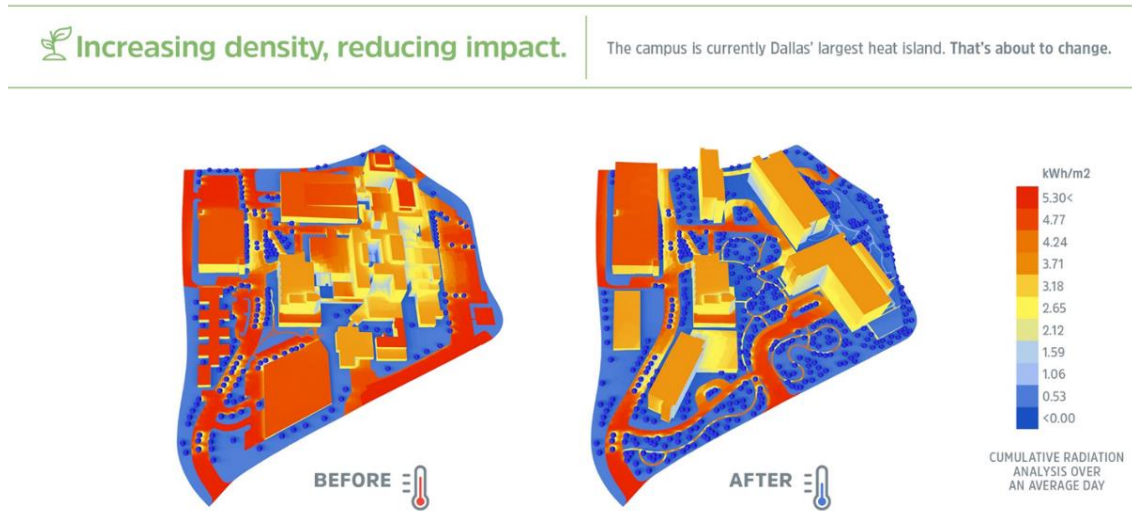 Increasing density, reducing impact.
The campus is currently Dallas' largest heat island. That's about to change.
kWh/m2
5.30<
4.77
4.24
3.71
3.18
2.65
2.12
1.59
1.06
0.53
<0.00
BEFORE
AFTER
CUMULATIVE RADIATION
ANALYSIS OVER
AN AVERAGE DAY